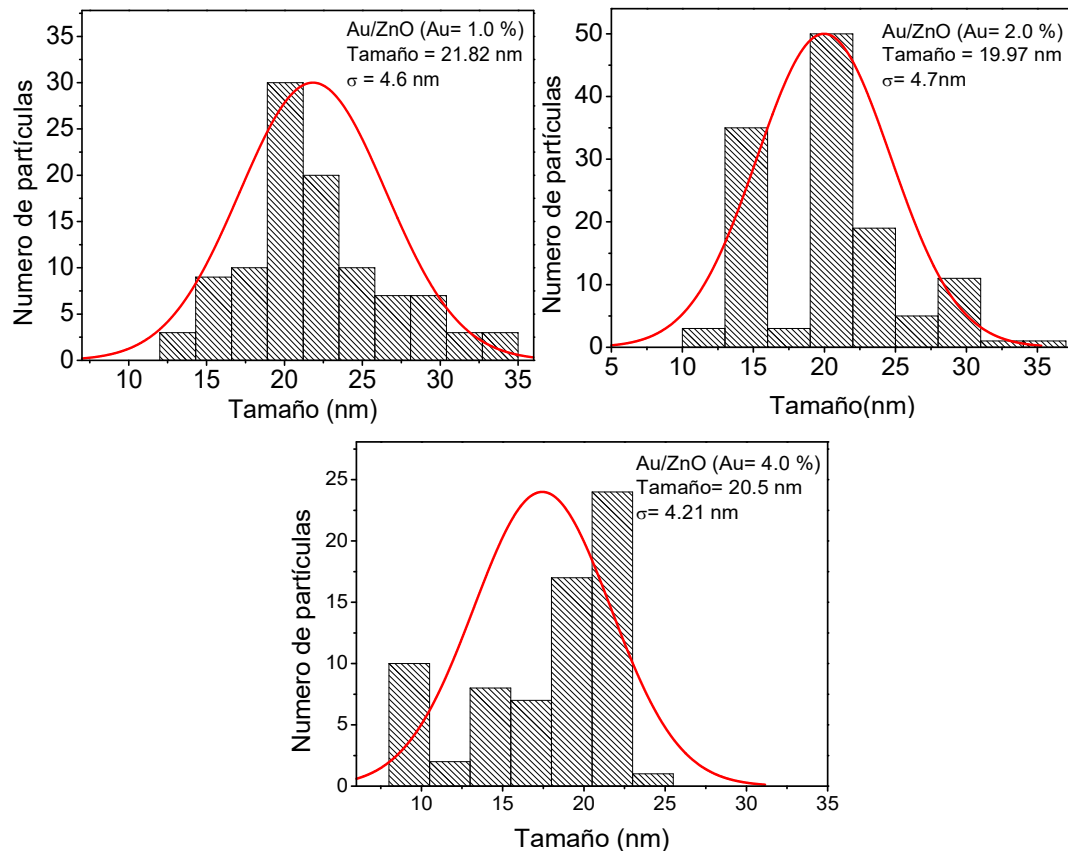 Au/ZnO (Au= 1.0 %)
Tamaño = 21.82 nm
σ = 4.6 nm
Numero de partículas
30
20
10
0
10 15 20 25 30 35
Tamaño (nm)
Au/ZnO (Au= 2.0 %)
Tamaño = 19.97 nm
σ = 4.7nm
Numero de partículas
50
40
30
20
10
0
5 10 15 20 25 30 35
Tamaño(nm)
Au/ZnO (Au= 4.0 %)
Tamaño= 20.5 nm
σ= 4.21 nm
Numero de partículas
25
20
15
10
5
0
10 15 20 25 30 35
Tamaño (nm)